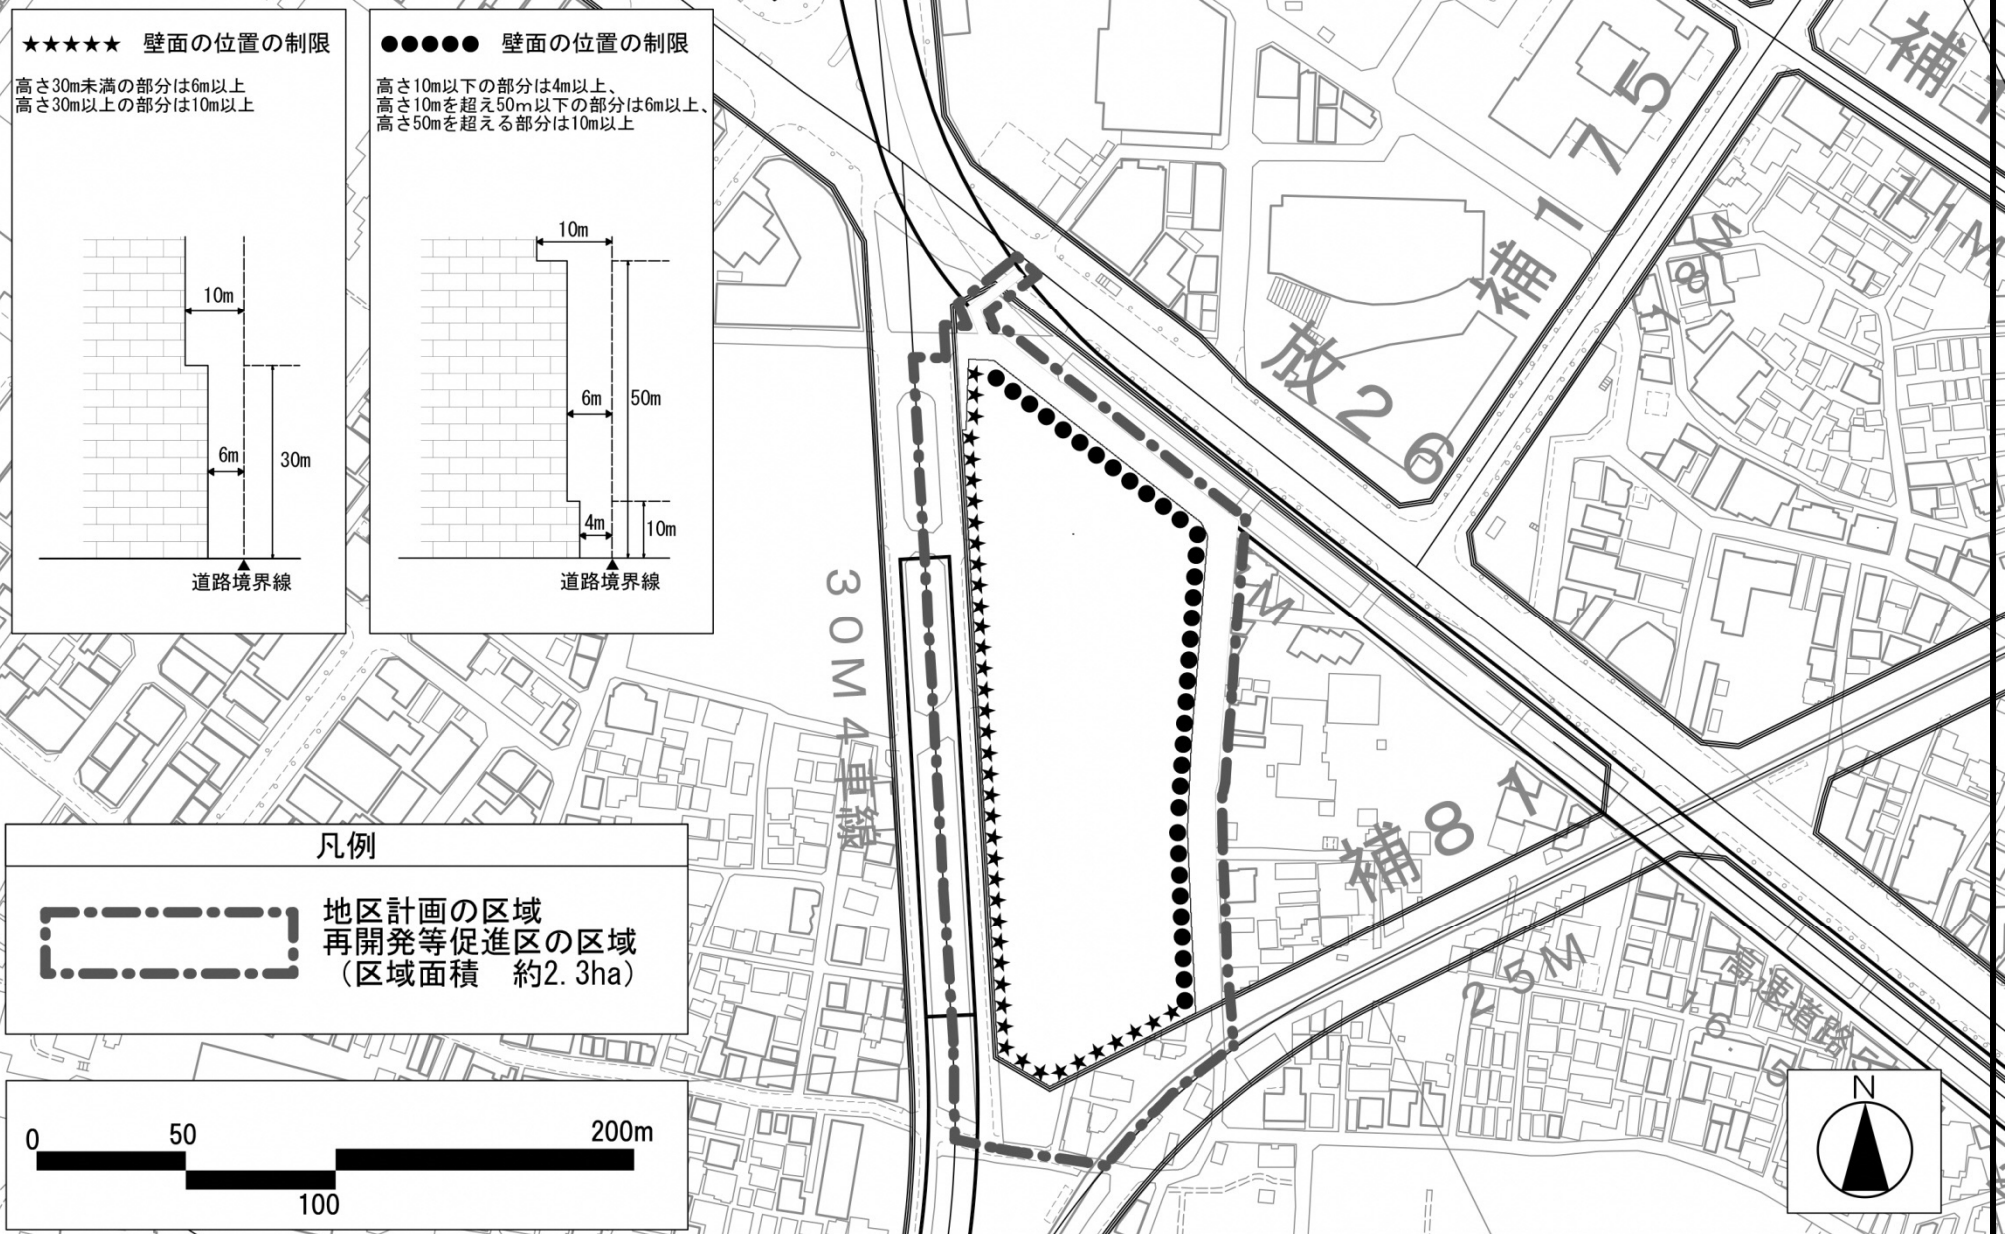 ★★★★★ 壁面の位置の制限
高さ30m未満の部分は6m以上
高さ30m以上の部分は10m以上
10m
6m
30m
道路境界線
●●●●● 壁面の位置の制限
高さ10m以下の部分は4m以上、
高さ10mを超え50m以下の部分は6m以上、
高さ50mを超える部分は10m以上
10m
6m
50m
4m
10m
道路境界線
補175
放26
18M
11M
30M4車線
補81
25M
高速道路5
凡例
地区計画の区域
再開発等促進区の区域
（区域面積 約2.3ha）
0
50
100
200m
N